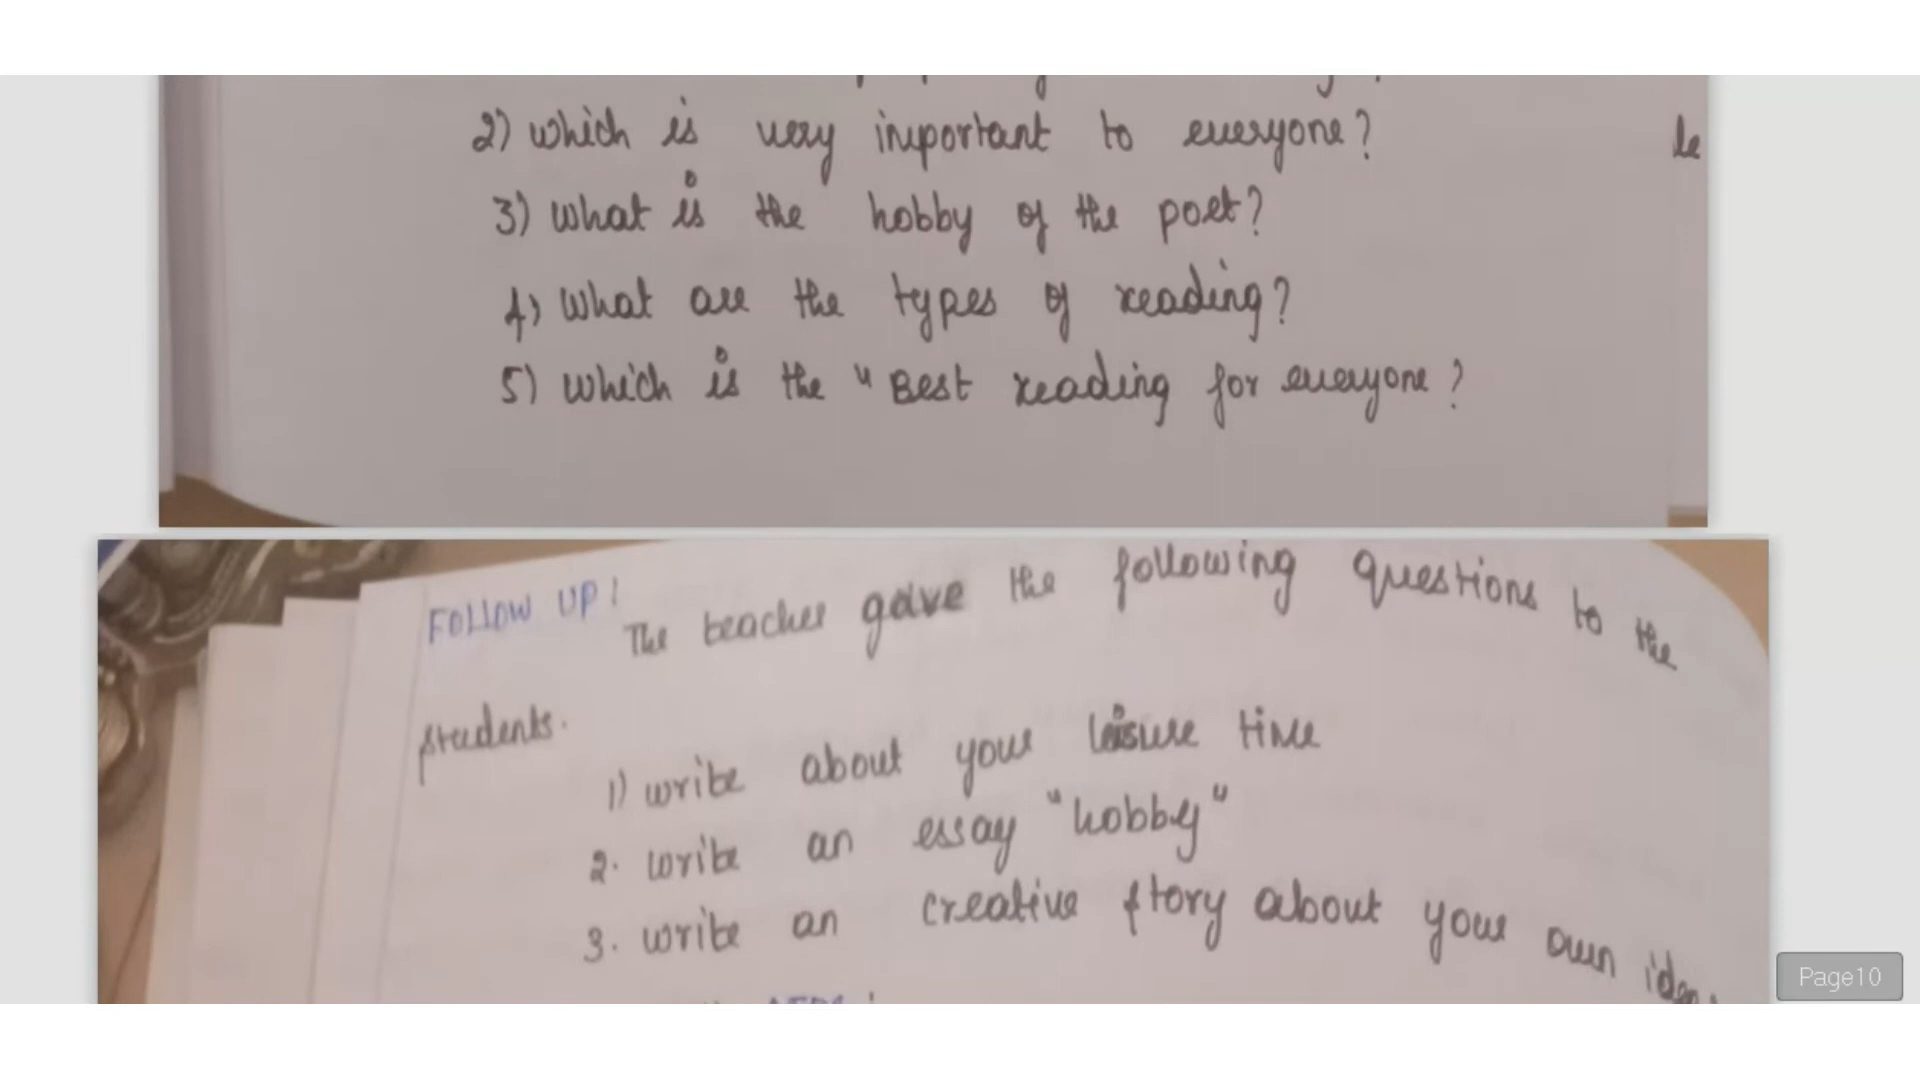 2) which is very important to everyone?
le
3) what is the hobby of the poet?
4) what are the types of reading?
5) which is the "Best reading for everyone?
FOLLOW UP:
The teacher gave the following questions to the
students.
1) write about your leisure time
2. write an essay "hobby"
3. write an creative story about your own
Page10